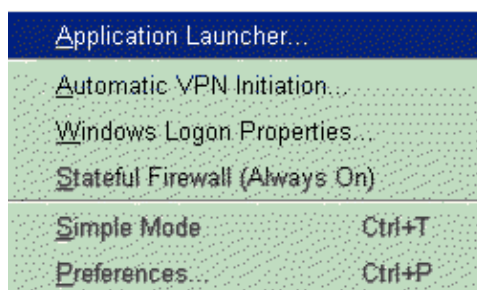 Application Launcher...
Automatic VPN Initiation...
Windows Logon Properties...
Stateful Firewall (Always On)
Simple Mode Ctrl+T
Preferences... Ctrl+P